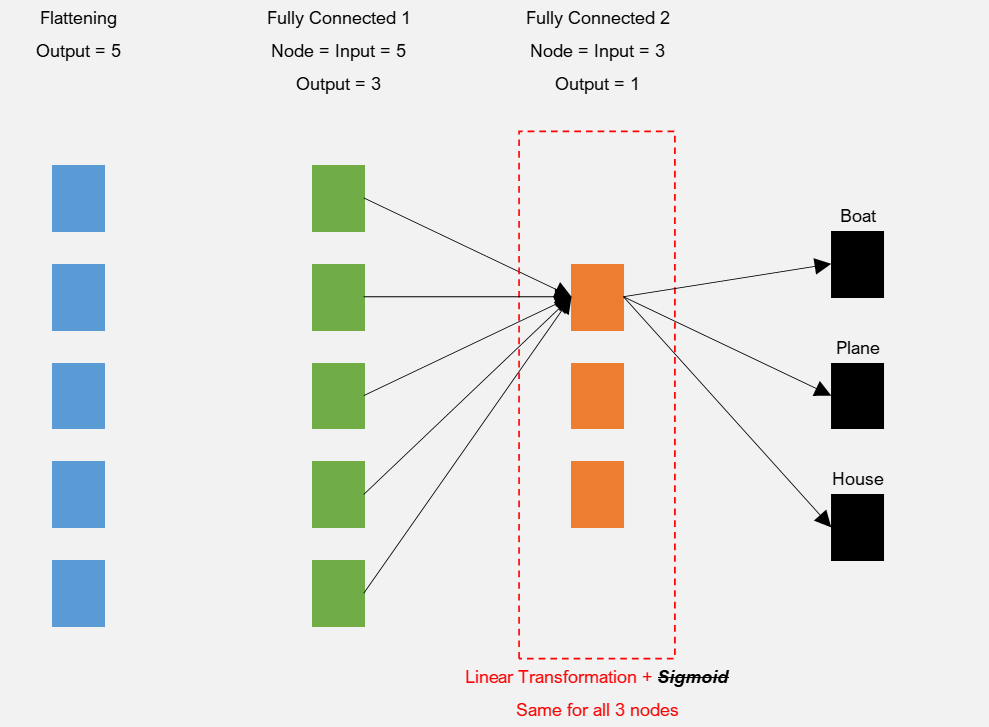 Flattening
Output = 5
Fully Connected 1
Node = Input = 5
Output = 3
Fully Connected 2
Node = Input = 3
Output = 1
Boat
Plane
House
Linear Transformation + Sigmoid
Same for all 3 nodes